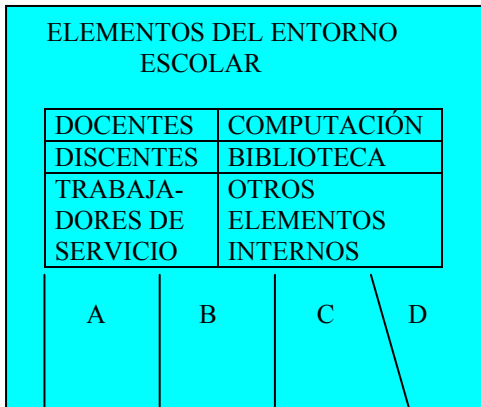 ELEMENTOS DEL ENTORNO
ESCOLAR
DOCENTES COMPUTACIÓN
DISCENTES BIBLIOTECA
TRABAJA- OTROS
DORES DE ELEMENTOS
SERVICIO INTERNOS
A B C D